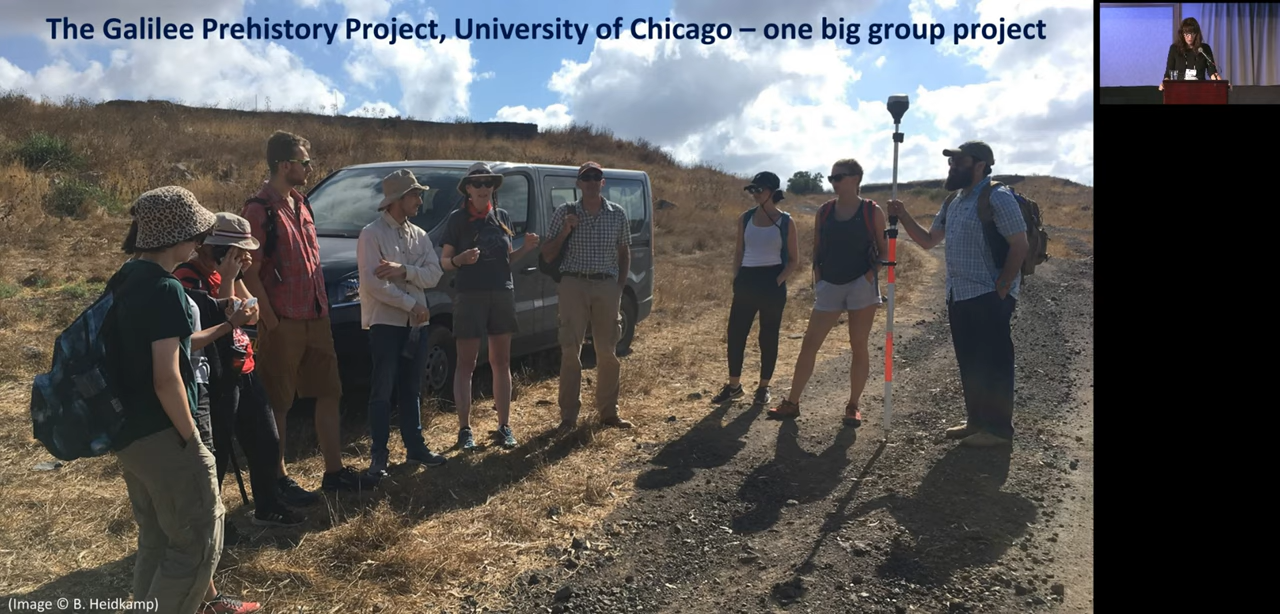 The Galilee Prehistory Project, University of Chicago – one big group project
(Image © B. Heidkamp)